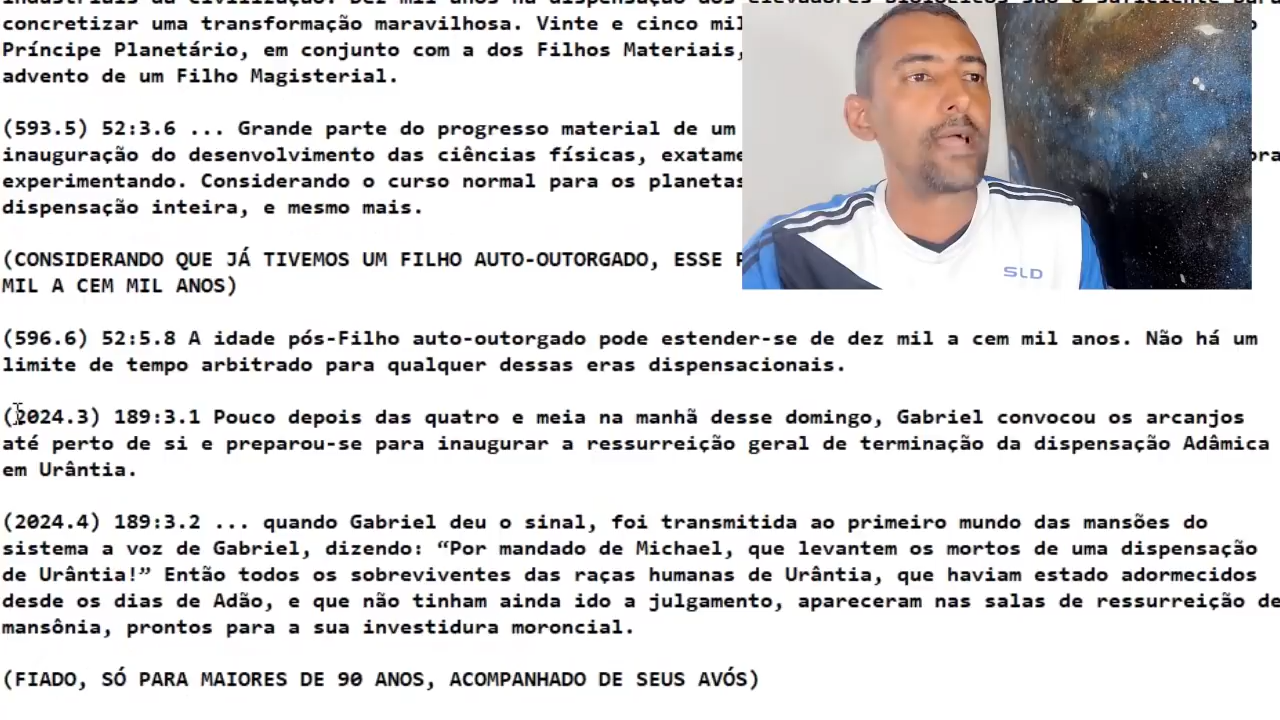 concretizar uma transformação maravilhosa. Vinte e cinco mil
Príncipe Planetário, em conjunto com a dos Filhos Materiais,
advento de um Filho Magisterial.
(593.5) 52:3.6 ... Grande parte do progresso material de um
inauguração do desenvolvimento das ciências físicas,
experimentando. Considerando o curso normal para os planetas
dispensação inteira, e mesmo mais.
(CONSIDERANDO QUE JÁ TIVEMOS UM FILHO AUTO-OUTORGADO, ESSE
MIL A CEM MIL ANOS)
SLD
(596.6) 52:5.8 A idade pós-Filho auto-outorgado pode estender-se de dez mil a cem mil anos. Não há um
limite de tempo arbitrado para qualquer dessas eras dispensacionais.
(2024.3) 189:3.1 Pouco depois das quatro e meia na manhã desse domingo, Gabriel convocou os arcanjos
até perto de si e preparou-se para inaugurar a ressurreição geral de terminação da dispensação Adâmica
em Urântia.
(2024.4) 189:3.2 ... quando Gabriel deu o sinal, foi transmitida ao primeiro mundo das mansões do
sistema a voz de Gabriel, dizendo: “Por mandado de Michael, que levantem os mortos de uma dispensação
de Urântia!” Então todos os sobreviventes das raças humanas de Urântia, que haviam estado adormecidos
desde os dias de Adão, e que não tinham ainda ido a julgamento, apareceram nas salas de ressurreição de
mansônia, prontos para a sua investidura moroncial.
(FIADO, SÓ PARA MAIORES DE 90 ANOS, ACOMPANHADO DE SEUS AVÓS)